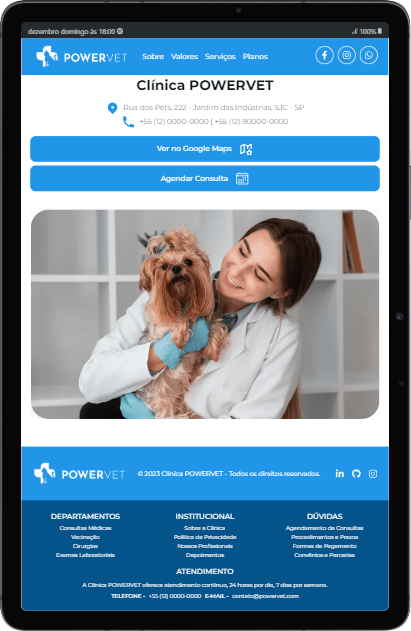 dezembro domingo às 18:00
100%
POWERVET
Sobre Valores Serviços Planos
Clínica POWERVET
Rua dos Pets, 222 - Jardim das Indústrias, SJC - SP
+55 (12) 0000-0000 | +55 (12) 90000-0000
Ver no Google Maps
Agendar Consulta
POWERVET
© 2023 Clínica POWERVET - Todos os direitos reservados.
DEPARTAMENTOS INSTITUCIONAL DÚVIDAS
Consultas Médicas Sobre a Clínica Agendamento de Consultas
Vacinação Política de Privacidade Procedimentos e Prazos
Cirurgias Nossos Profissionais Formas de Pagamento
Exames Laboratoriais Depoimentos Convênios e Parcerias
ATENDIMENTO
A Clínica POWERVET oferece atendimento contínuo, 24 horas por dia, 7 dias por semana.
TELEFONE - +55 (12) 0000-0000 E-MAIL - contato@powervet.com